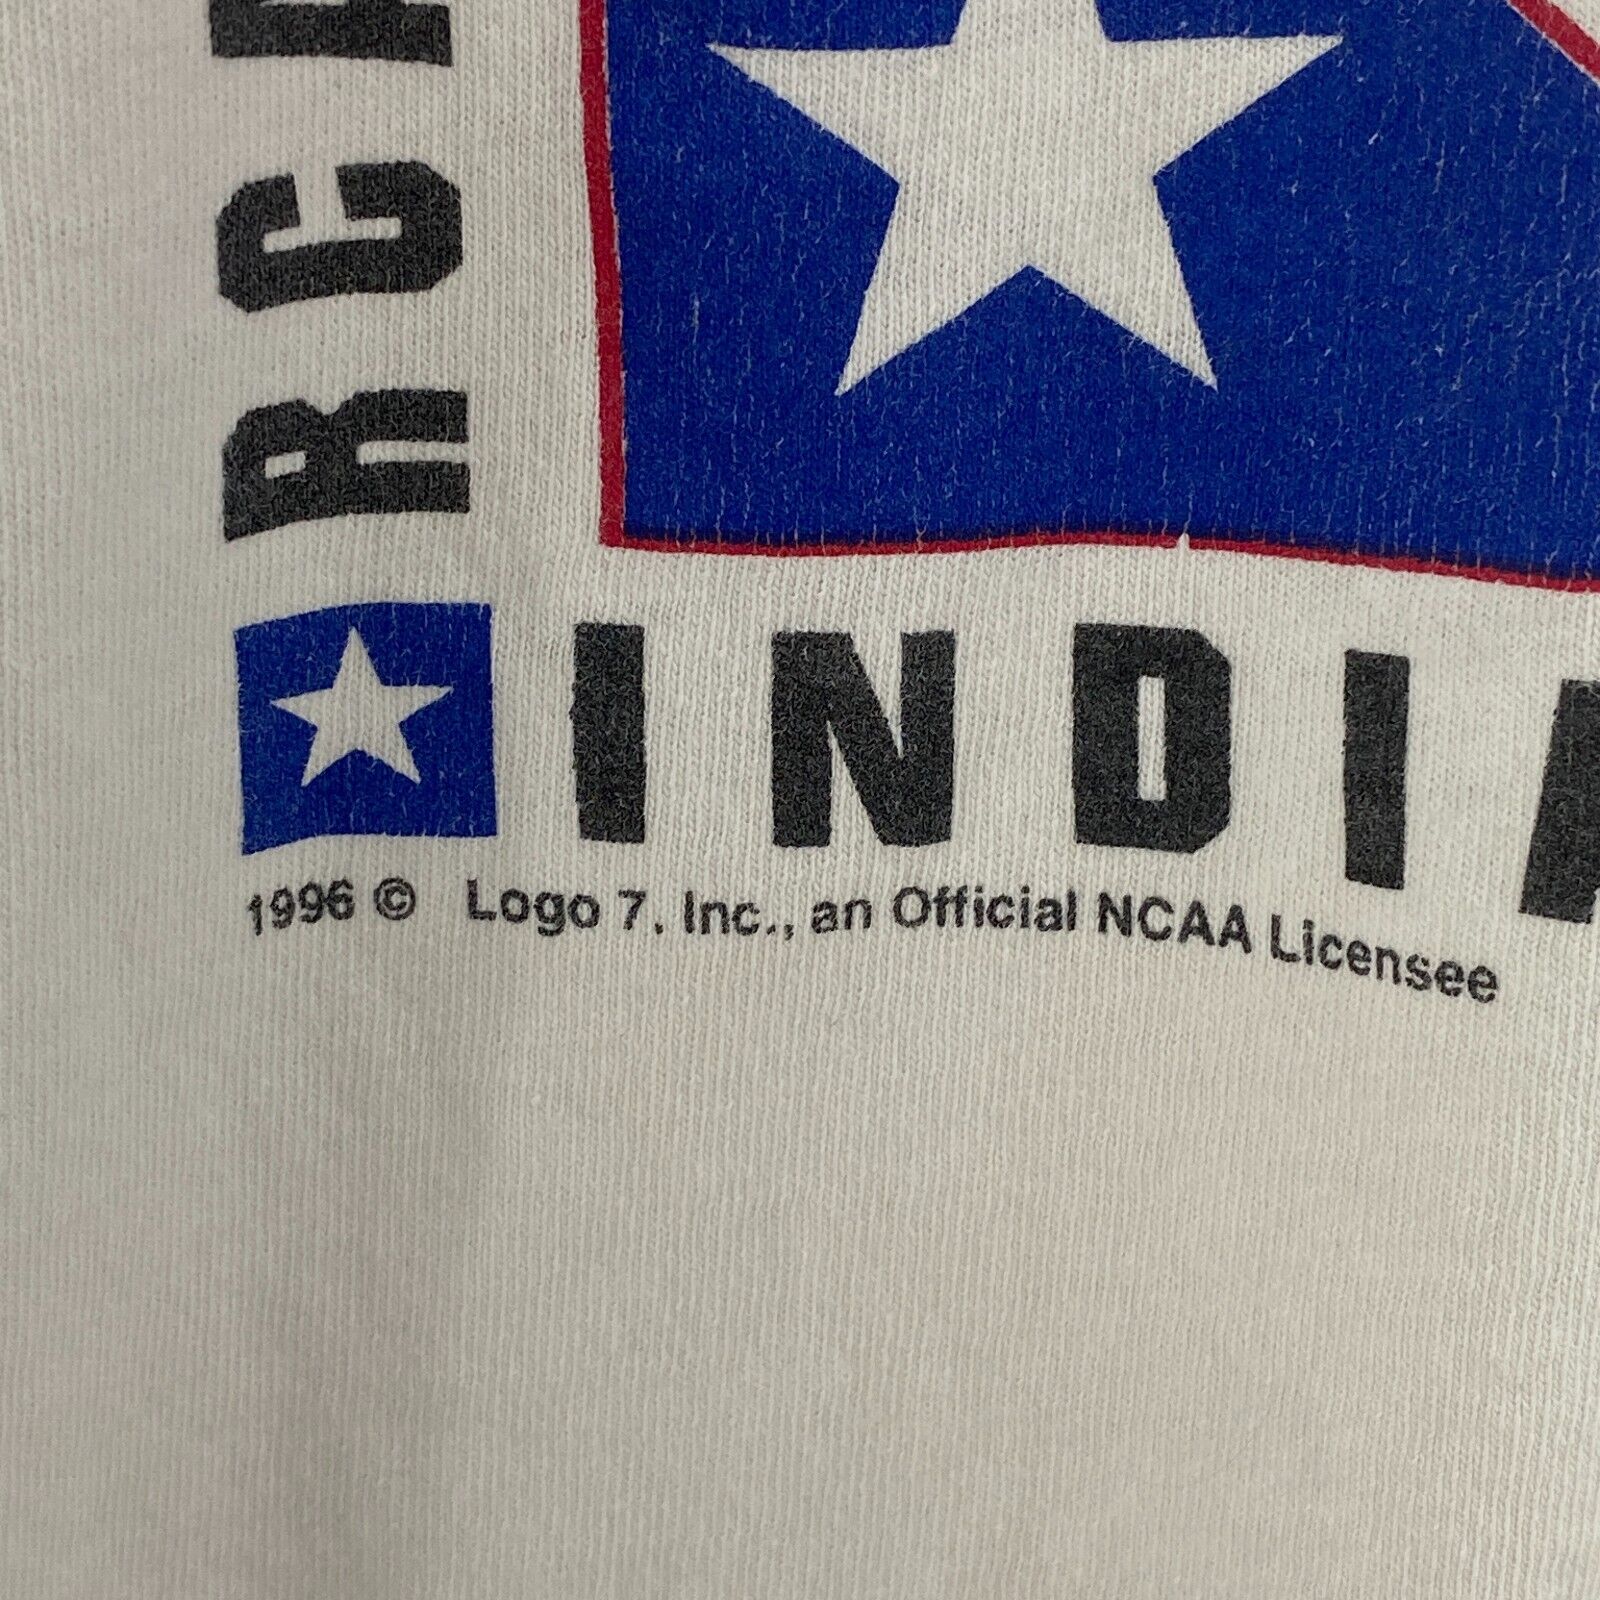 RCA
INDIA
1996 © Logo 7, Inc., an Official NCAA Licensee